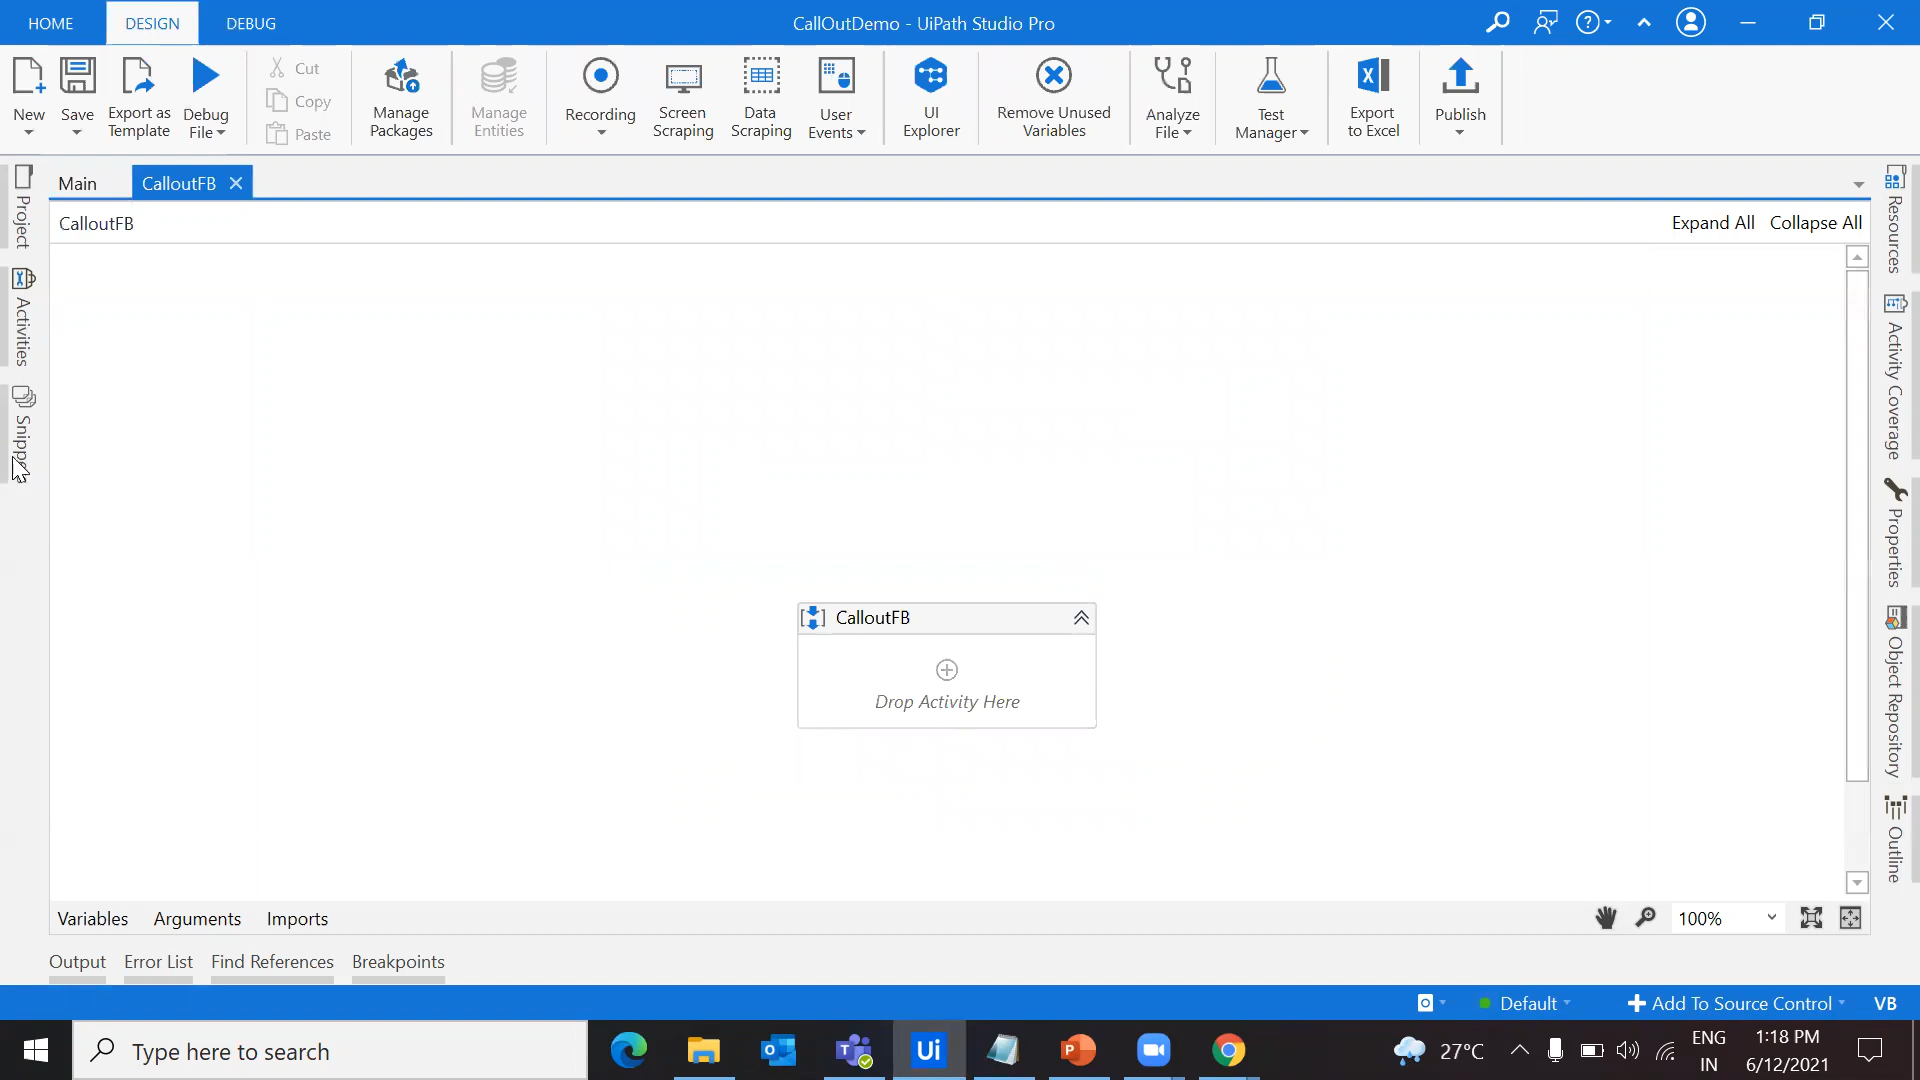 HOME DESIGN DEBUG CallOutDemo - UiPath Studio Pro
New Save Export as Template Debug File
Cut
Copy
Paste
Manage Packages
Manage Entities
Recording
Screen Scraping
Data Scraping
User Events
UI Explorer
Remove Unused Variables
Analyze File
Test Manager
Export to Excel
Publish
Main CalloutFB
CalloutFB Expand All Collapse All
Project
Activities
CalloutFB
Drop Activity Here
Resources
Activity Coverage
Properties
Object Repository
Outline
Variables Arguments Imports 100%
Output Error List Find References Breakpoints
Default Add To Source Control VB
Type here to search
27°C
ENG
IN
1:18 PM
6/12/2021